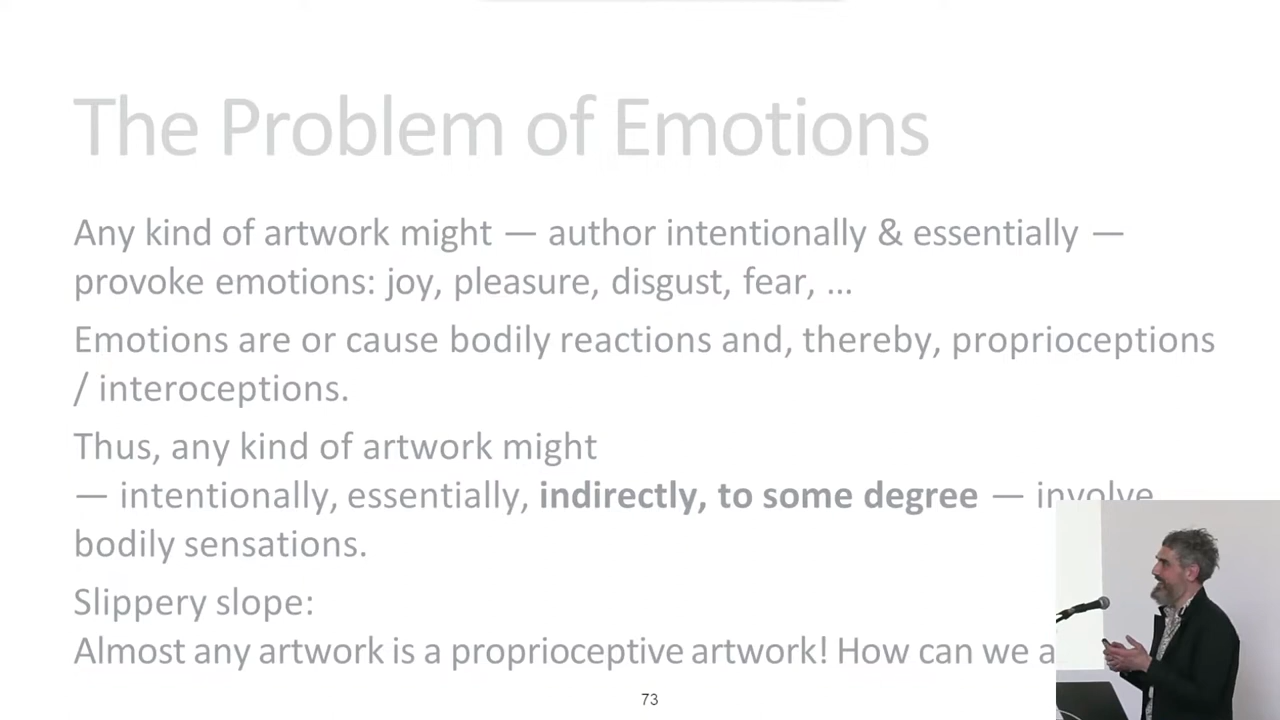 The Problem of Emotions
Any kind of artwork might — author intentionally & essentially —
provoke emotions: joy, pleasure, disgust, fear, …
Emotions are or cause bodily reactions and, thereby, proprioceptions
/ interoceptions.
Thus, any kind of artwork might
— intentionally, essentially, indirectly, to some degree — involve
bodily sensations.
Slippery slope:
Almost any artwork is a proprioceptive artwork! How can we
73